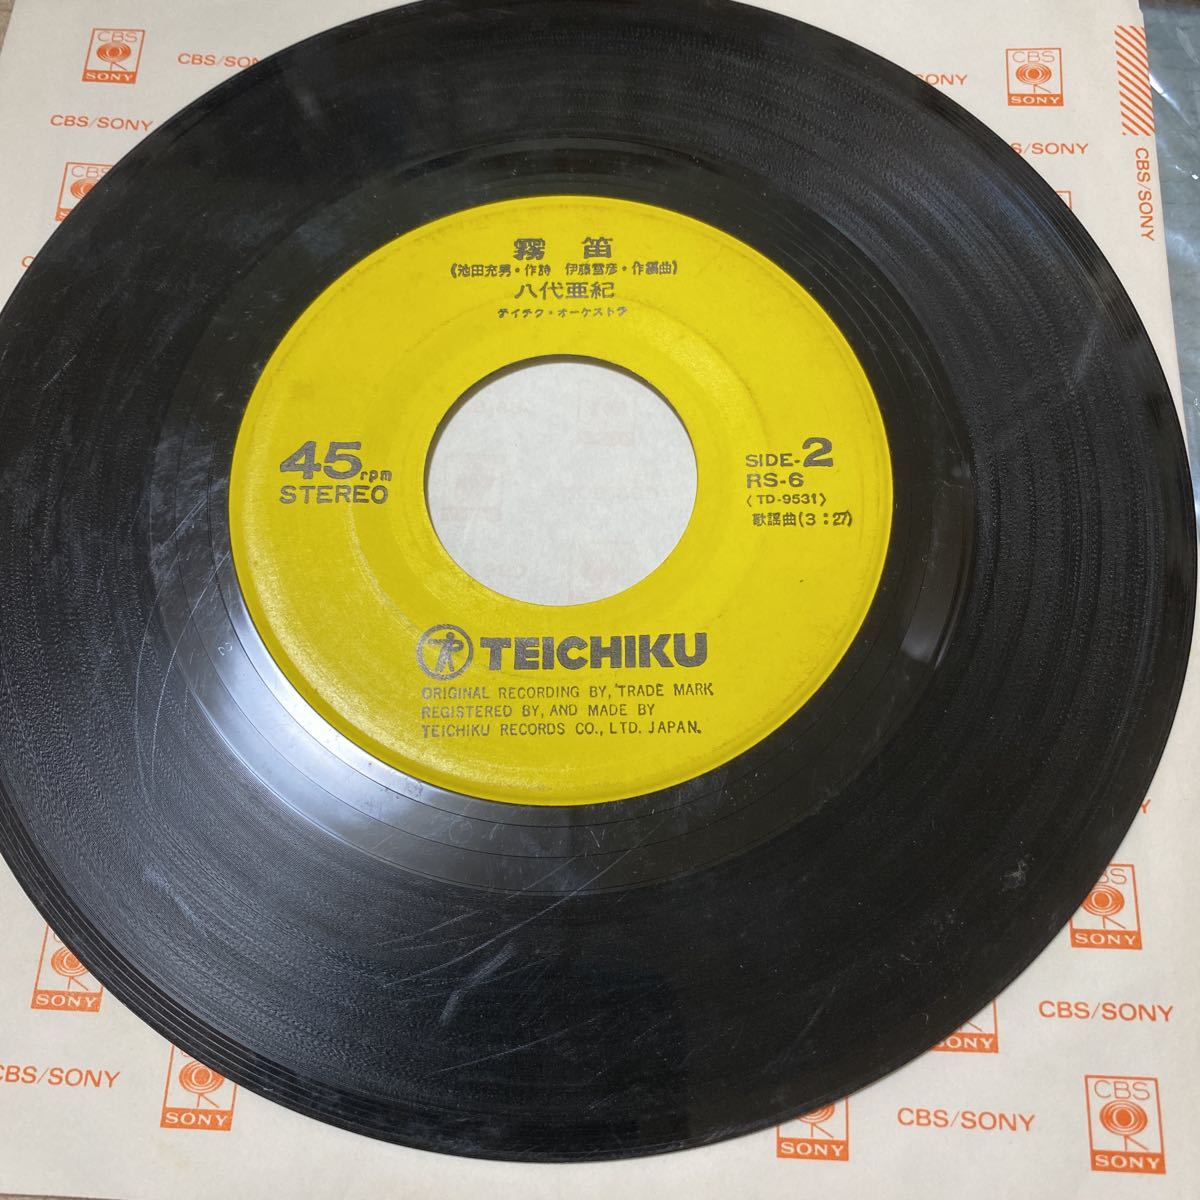 霧笛
《池田充男・作詩 伊藤雪彦・作編曲》
八代亜紀
テイチク・オーケストラ
45rpm
STEREO
SIDE-2
RS-6
(TD-9531)
歌謡曲(3:27)
TEICHIKU
ORIGINAL RECORDING BY, TRADE MARK
REGISTERED BY, AND MADE BY
TEICHIKU RECORDS CO., LTD. JAPAN.
CBS
SONY
CBS/SONY
CBS
SONY
CBS/SONY
CBS/SONY
CBS
SONY
SONY
CBS/SONY
SONY
CBS/SONY
SONY
CBS/SONY
CBS
SONY